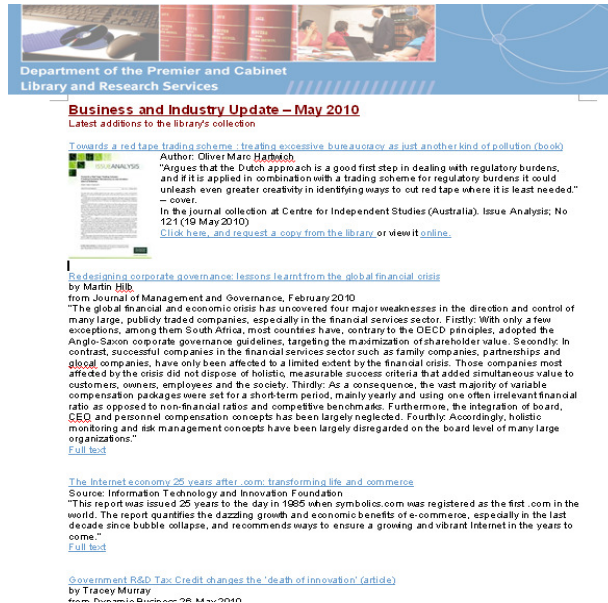 Department of the Premier and Cabinet
Library and Research Services
Business and Industry Update – May 2010
Latest additions to the library's collection
Towards a red tape trading scheme : treating excessive bureaucracy as just another kind of pollution (book)
ISSUEANALYSIS
Author: Oliver Marc Hartwich
"Argues that the Dutch approach is a good first step in dealing with regulatory burdens,
and if it is applied in combination with a trading scheme for regulatory burdens it could
unleash even greater creativity in identifying ways to cut red tape where it is least needed."
– cover.
In the journal collection at Centre for Independent Studies (Australia). Issue Analysis; No
121 (19 May 2010)
Click here, and request a copy from the library or view it online.
Redesigning corporate governance: lessons learnt from the global financial crisis
by Martin Hilb
from Journal of Management and Governance, February 2010
"The global financial and economic crisis has uncovered four major weaknesses in the direction and control of
many large, publicly traded companies, especially in the financial services sector. Firstly: With only a few
exceptions, among them South Africa, most countries have, contrary to the OECD principles, adopted the
Anglo-Saxon corporate governance guidelines, targeting the maximization of shareholder value. Secondly: In
contrast, successful companies in the financial services sector such as family companies, partnerships and
glocal companies, have only been affected to a limited extent by the financial crisis. Those companies most
affected by the crisis did not dispose of holistic, measurable success criteria that added simultaneous value to
customers, owners, employees and the society. Thirdly: As a consequence, the vast majority of variable
compensation packages were set for a short-term period, mainly yearly and using one often irrelevant financial
ratio as opposed to non-financial ratios and competitive benchmarks. Furthermore, the integration of board,
CEO and personnel compensation concepts has been largely neglected. Fourthly: Accordingly, holistic
monitoring and risk management concepts have been largely disregarded on the board level of many large
organizations."
Full text
The Internet economy 25 years after .com: transforming life and commerce
Source: Information Technology and Innovation Foundation
"This report was issued 25 years to the day in 1985 when symbolics.com was registered as the first .com in the
world. The report quantifies the dazzling growth and economic benefits of e-commerce, especially in the last
decade since bubble collapse, and recommends ways to ensure a growing and vibrant Internet in the years to
come."
Full text
Government R&D Tax Credit changes the 'death of innovation' (article)
by Tracey Murray
from Dynamic Business 26 May 2010